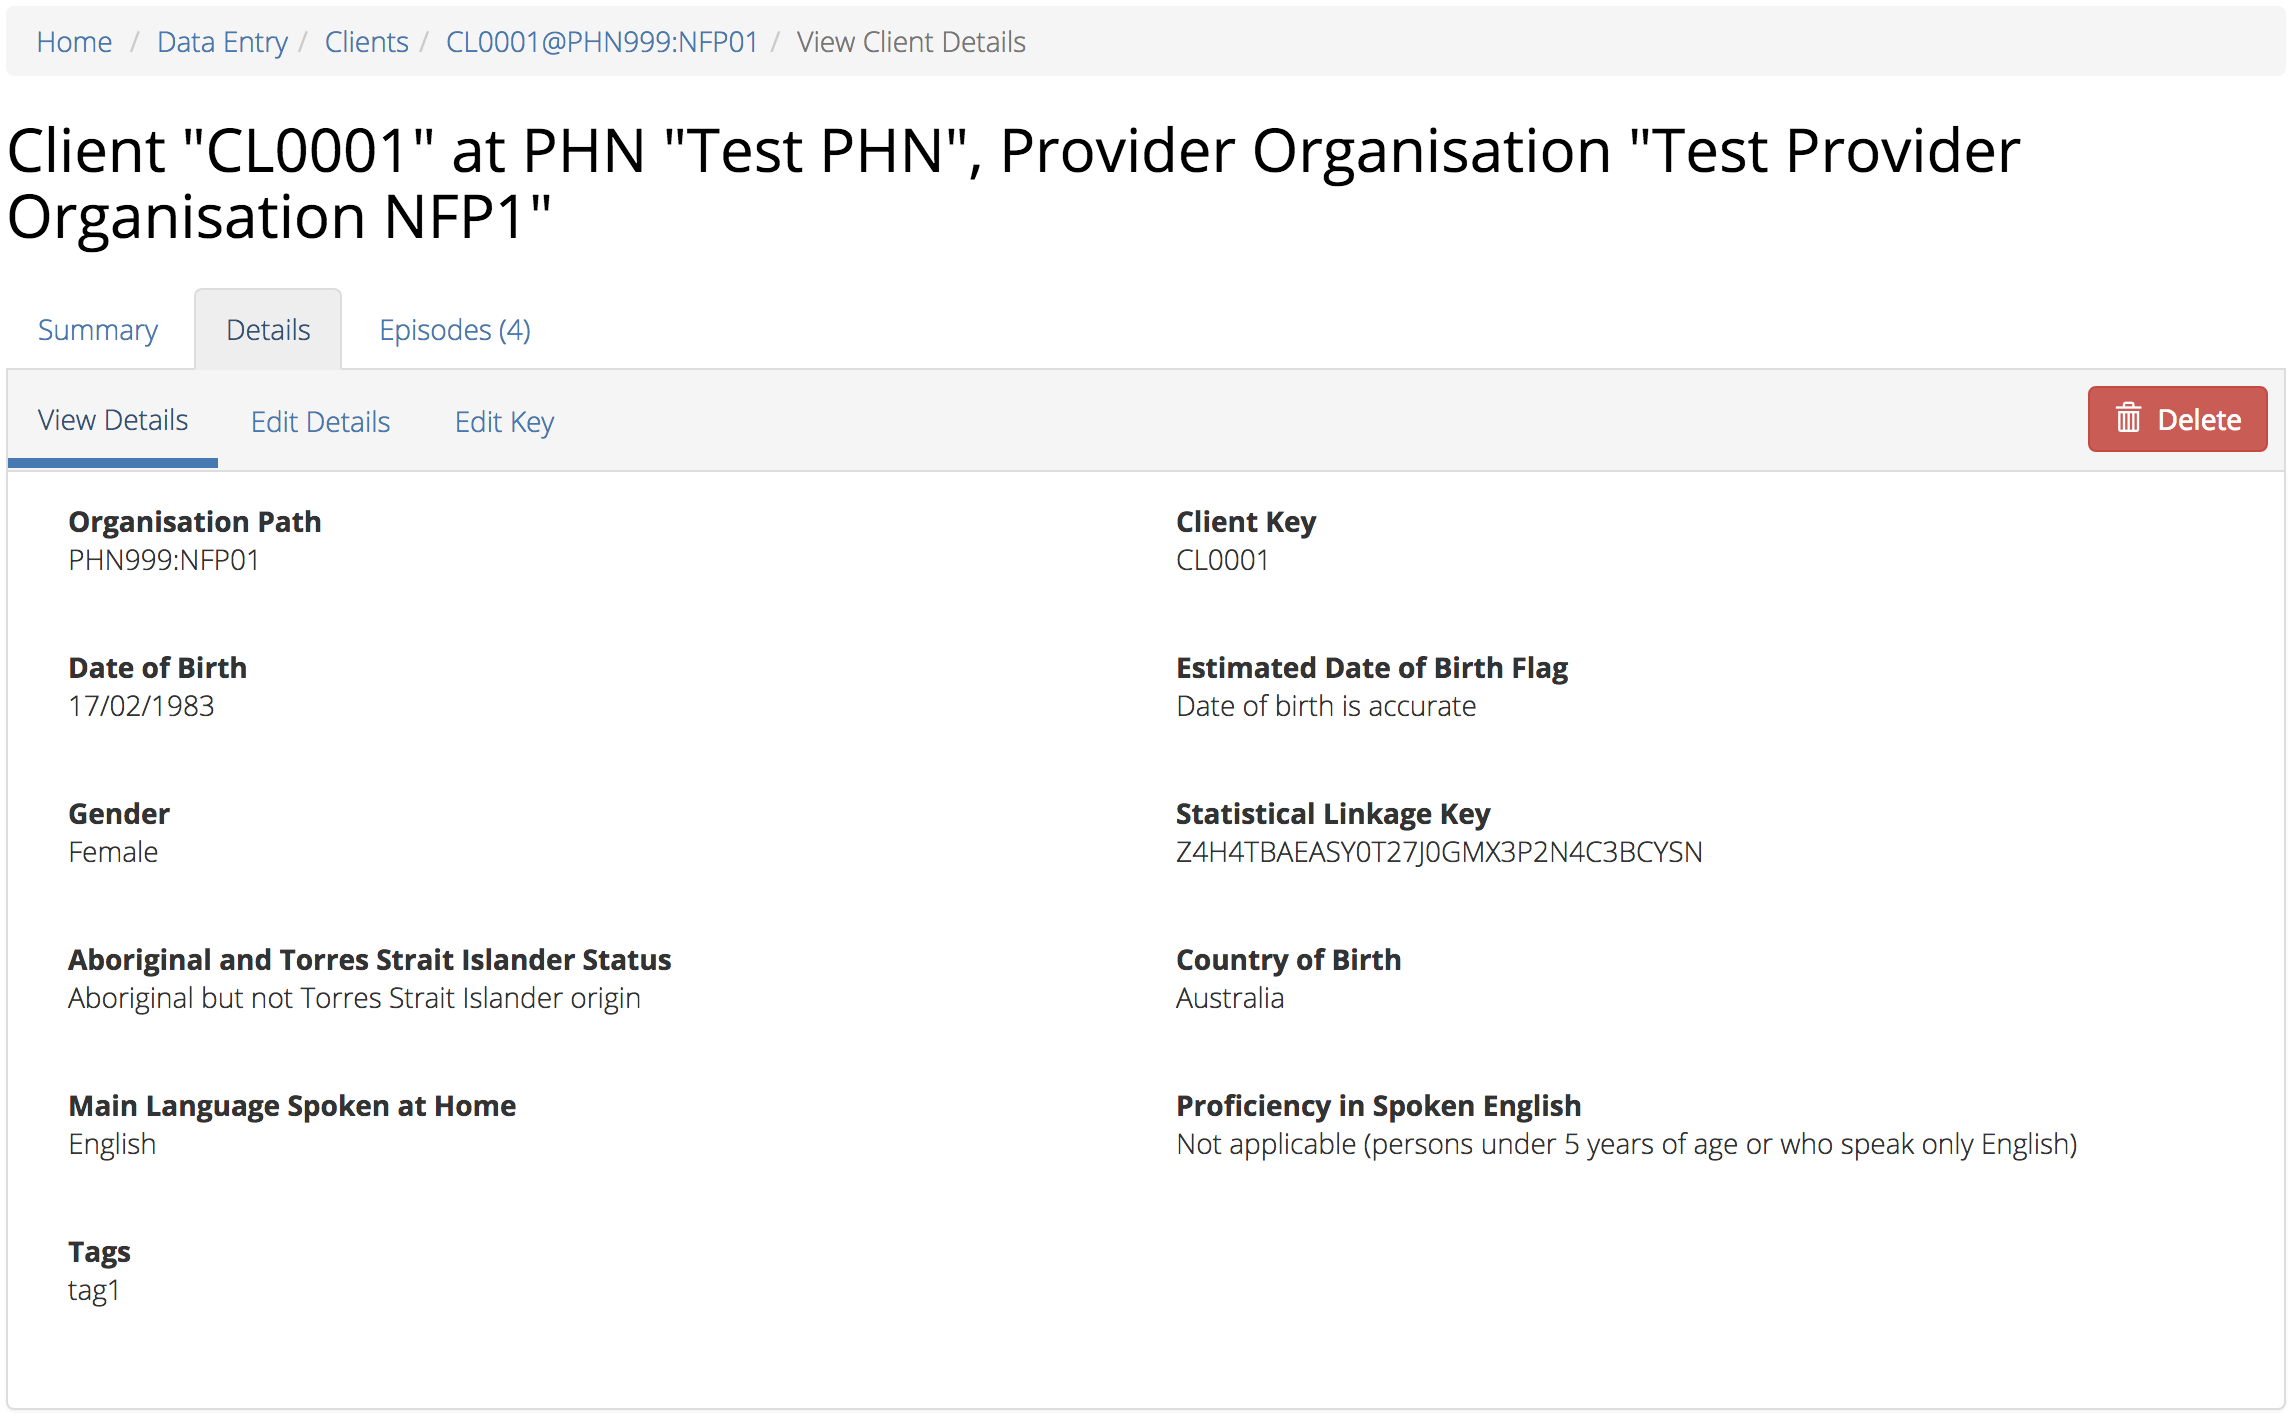 Home / Data Entry / Clients / CL0001@PHN999:NFP01 / View Client Details
Client "CL0001" at PHN "Test PHN", Provider Organisation "Test Provider
Organisation NFP1"
Summary Details Episodes (4)
View Details Edit Details Edit Key Delete
Organisation Path
PHN999:NFP01
Client Key
CL0001
Date of Birth
17/02/1983
Estimated Date of Birth Flag
Date of birth is accurate
Gender
Female
Statistical Linkage Key
Z4H4TBAEASY0T27J0GMX3P2N4C3BCYSN
Aboriginal and Torres Strait Islander Status
Aboriginal but not Torres Strait Islander origin
Country of Birth
Australia
Main Language Spoken at Home
English
Proficiency in Spoken English
Not applicable (persons under 5 years of age or who speak only English)
Tags
tag1